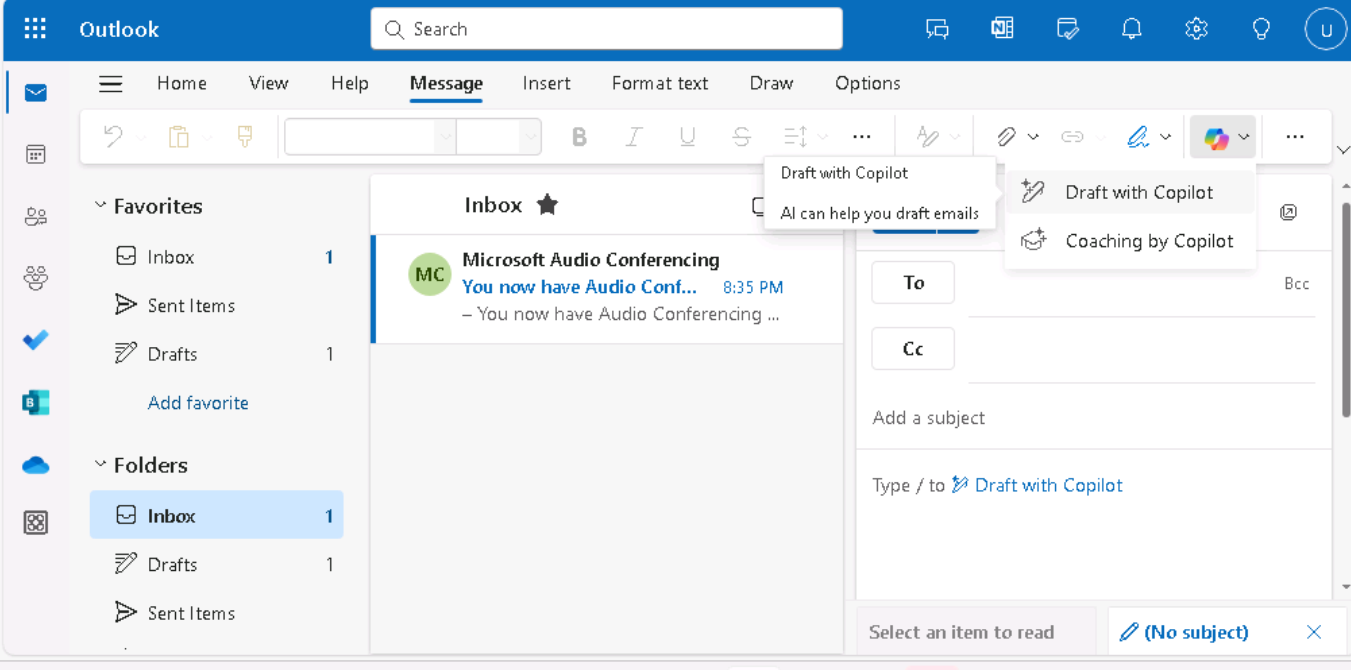 Outlook
Search
U
Home View Help Message Insert Format text Draw Options
B I U S
Draft with Copilot
AI can help you draft emails
Draft with Copilot
Coaching by Copilot
Favorites
Inbox 1
Sent Items
Drafts 1
Add favorite
Folders
Inbox 1
Drafts 1
Sent Items
Inbox
MC
Microsoft Audio Conferencing
You now have Audio Conf... 8:35 PM
– You now have Audio Conferencing ...
To
Bcc
Cc
Add a subject
Type / to Draft with Copilot
Select an item to read
(No subject)